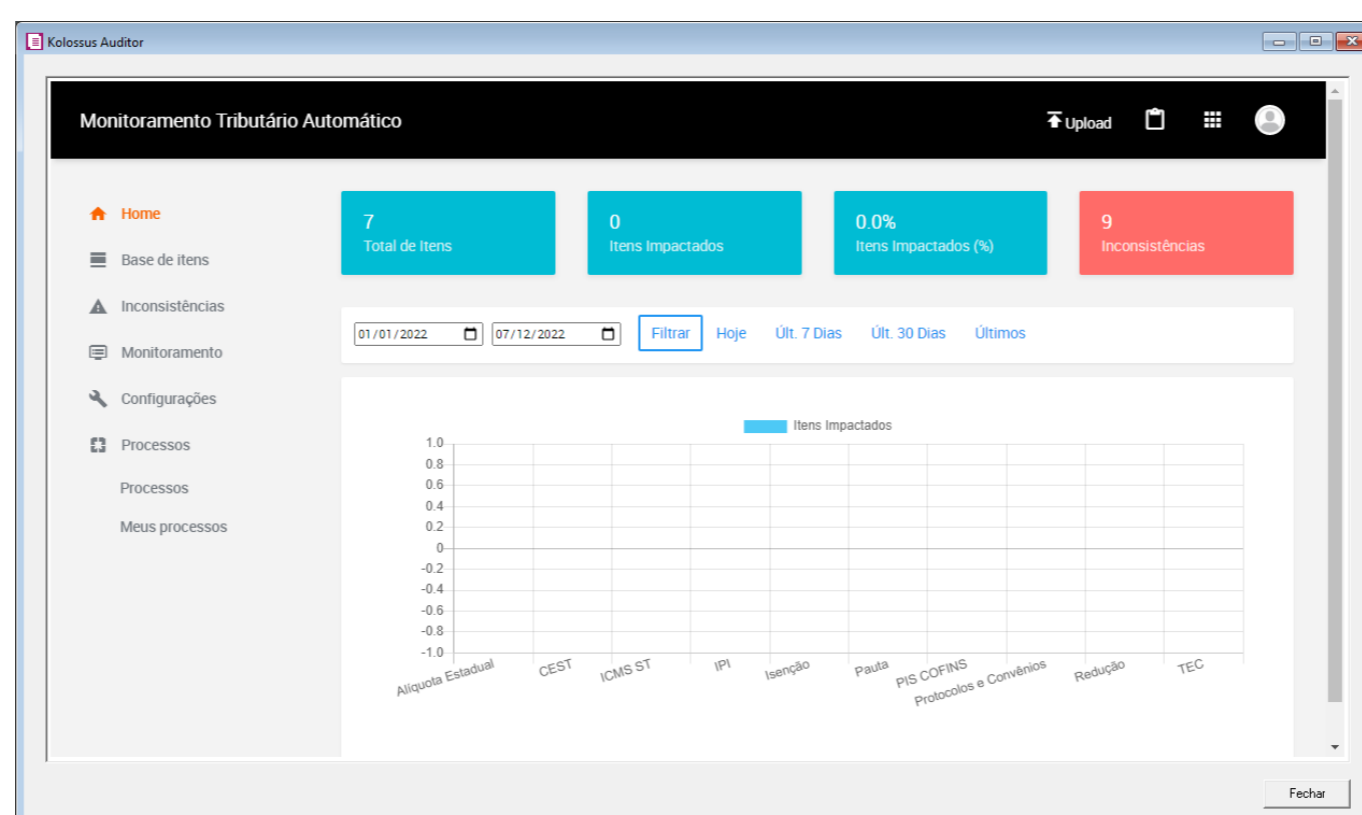 Kolossus Auditor
Monitoramento Tributário Automático
Upload
Home
Base de itens
Inconsistências
Monitoramento
Configurações
Processos
Processos
Meus processos
7
Total de Itens
0
Itens Impactados
0.0%
Itens Impactados (%)
9
Inconsistências
01/01/2022 07/12/2022 Filtrar Hoje Últ. 7 Dias Últ. 30 Dias Últimos
Itens Impactados
1.0
0.8
0.6
0.4
0.2
0
-0.2
-0.4
-0.6
-0.8
-1.0
Alíquota Estadual CEST ICMS ST IPI Isenção Pauta PIS COFINS Protocolos e Convênios Redução TEC
Fechar